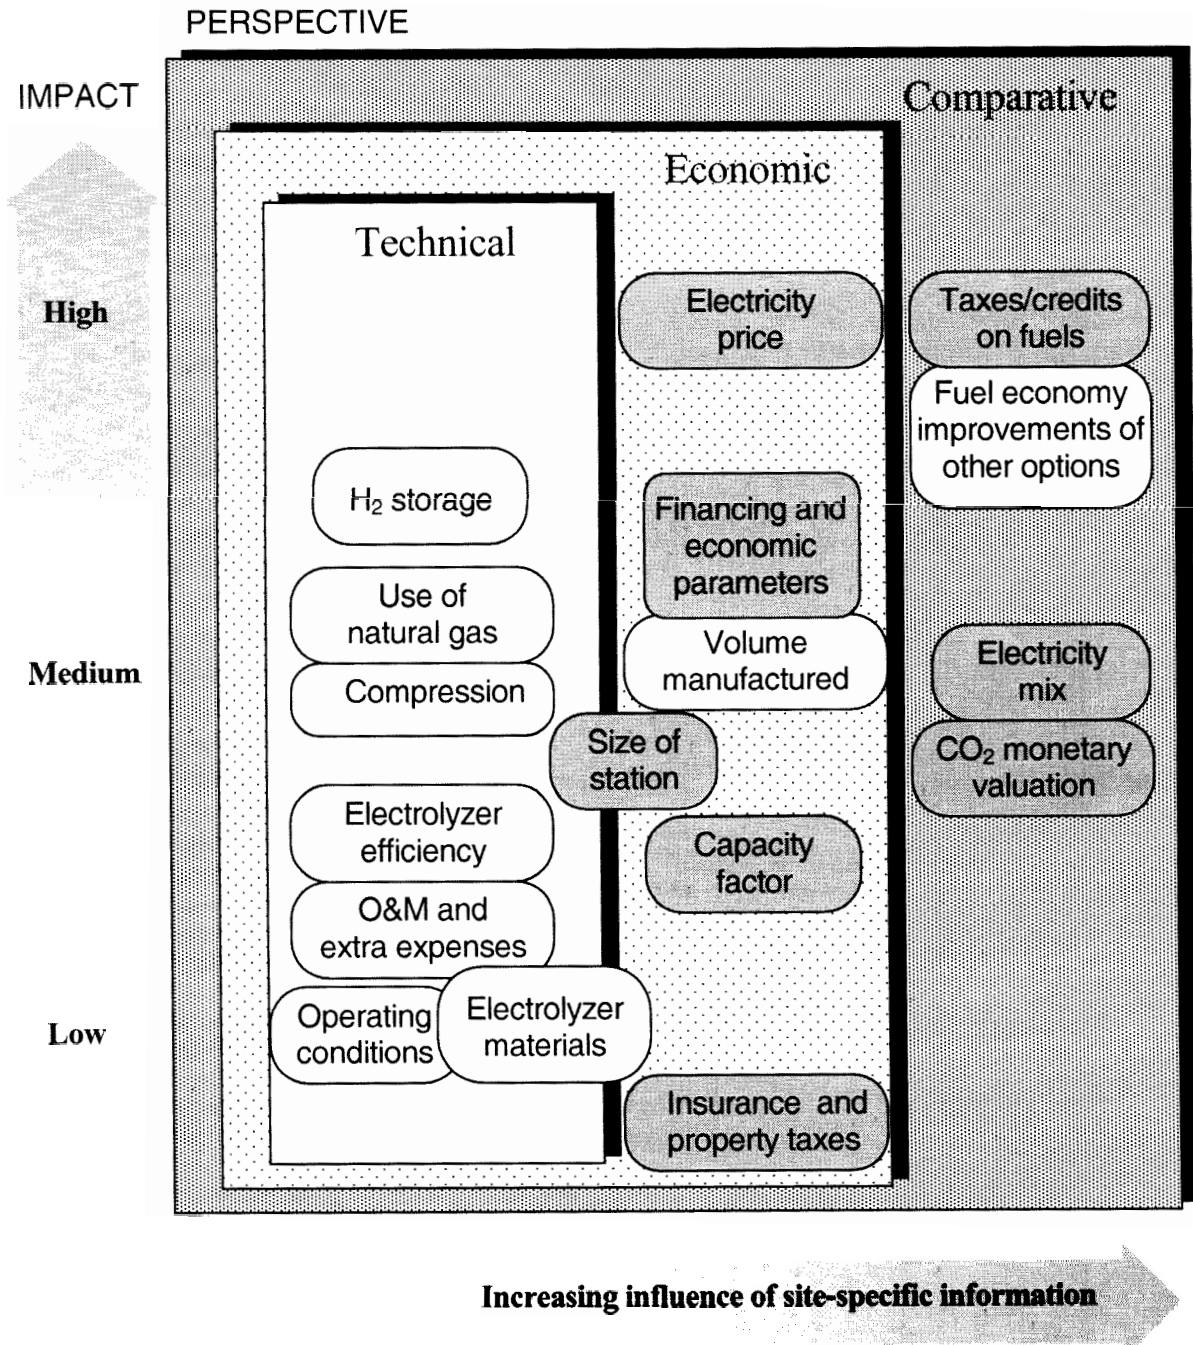 PERSPECTIVE
IMPACT
Comparative
Economic
Technical
High
Electricity
price
Taxes/credits
on fuels
Fuel economy
improvements of
other options
H₂ storage
Financing and
economic
parameters
Use of
natural gas
Volume
manufactured
Medium
Electricity
mix
Compression
Size of
station
CO₂ monetary
valuation
Electrolyzer
efficiency
Capacity
factor
O&M and
extra expenses
Low
Operating
conditions
Electrolyzer
materials
Insurance and
property taxes
Increasing influence of site-specific information